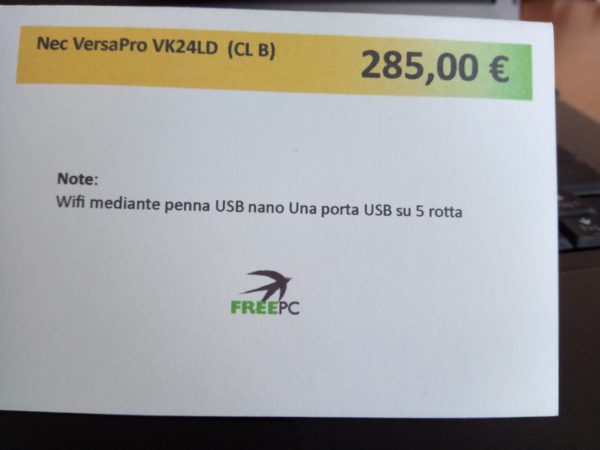 Nec VersaPro VK24LD (CL B)
285,00 €
Note:
Wifi mediante penna USB nano Una porta USB su 5 rotta
FREEPC